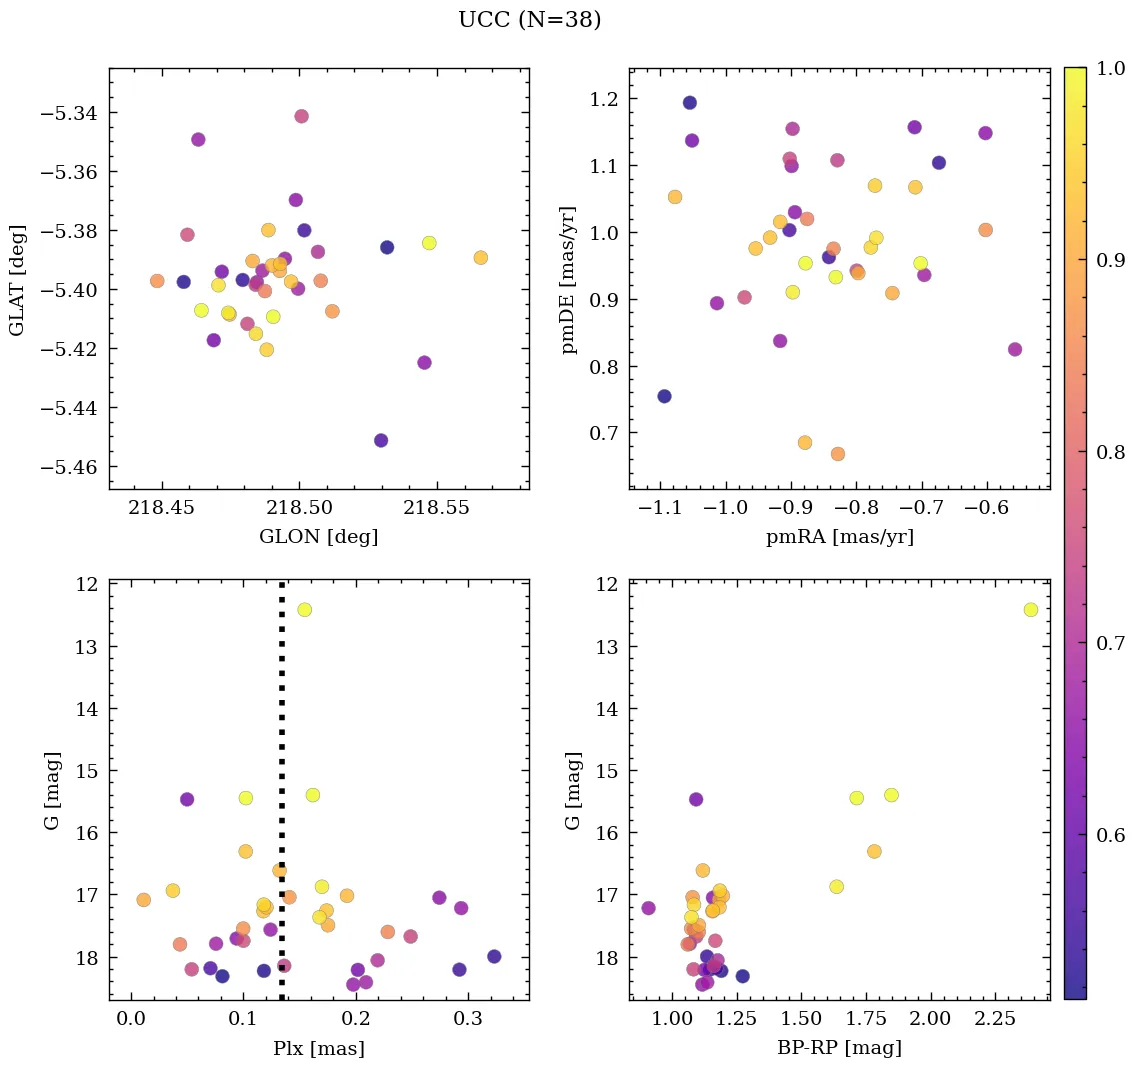 UCC (N=38)
−5.34
−5.36
−5.38
−5.40
−5.42
−5.44
−5.46
GLAT [deg]
218.45 218.50 218.55
GLON [deg]
1.2
1.1
1.0
0.9
0.8
0.7
pmDE [mas/yr]
−1.1 −1.0 −0.9 −0.8 −0.7 −0.6
pmRA [mas/yr]
1.0
0.9
0.8
0.7
0.6
12
13
14
15
16
17
18
G [mag]
0.0 0.1 0.2 0.3
Plx [mas]
12
13
14
15
16
17
18
G [mag]
1.00 1.25 1.50 1.75 2.00 2.25
BP-RP [mag]